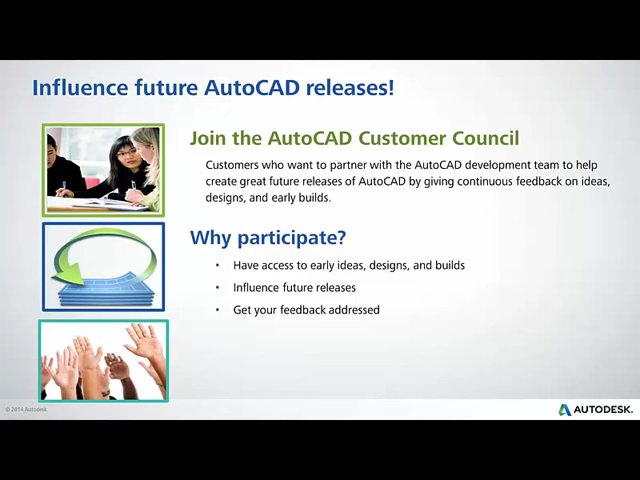 Influence future AutoCAD releases!
Join the AutoCAD Customer Council
Customers who want to partner with the AutoCAD development team to help
create great future releases of AutoCAD by giving continuous feedback on ideas,
designs, and early builds.
Why participate?
• Have access to early ideas, designs, and builds
• Influence future releases
• Get your feedback addressed
© 2014 Autodesk
AUTODESK.